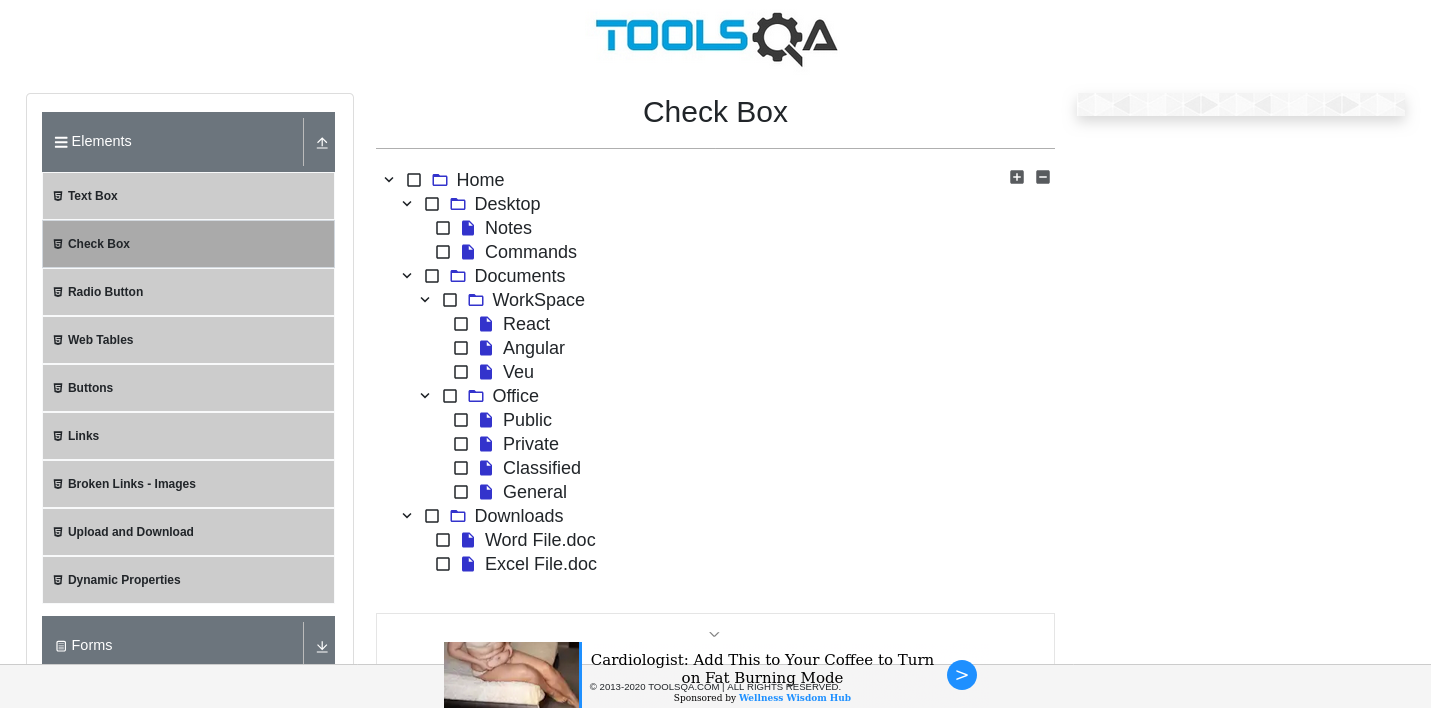 TOOLSQA
Elements
Text Box
Check Box
Radio Button
Web Tables
Buttons
Links
Broken Links - Images
Upload and Download
Dynamic Properties
Forms
Check Box
Home
Desktop
Notes
Commands
Documents
WorkSpace
React
Angular
Veu
Office
Public
Private
Classified
General
Downloads
Word File.doc
Excel File.doc
Cardiologist: Add This to Your Coffee to Turn
on Fat Burning Mode
© 2013-2020 TOOLSQA.COM | ALL RIGHTS RESERVED.
Sponsored by Wellness Wisdom Hub